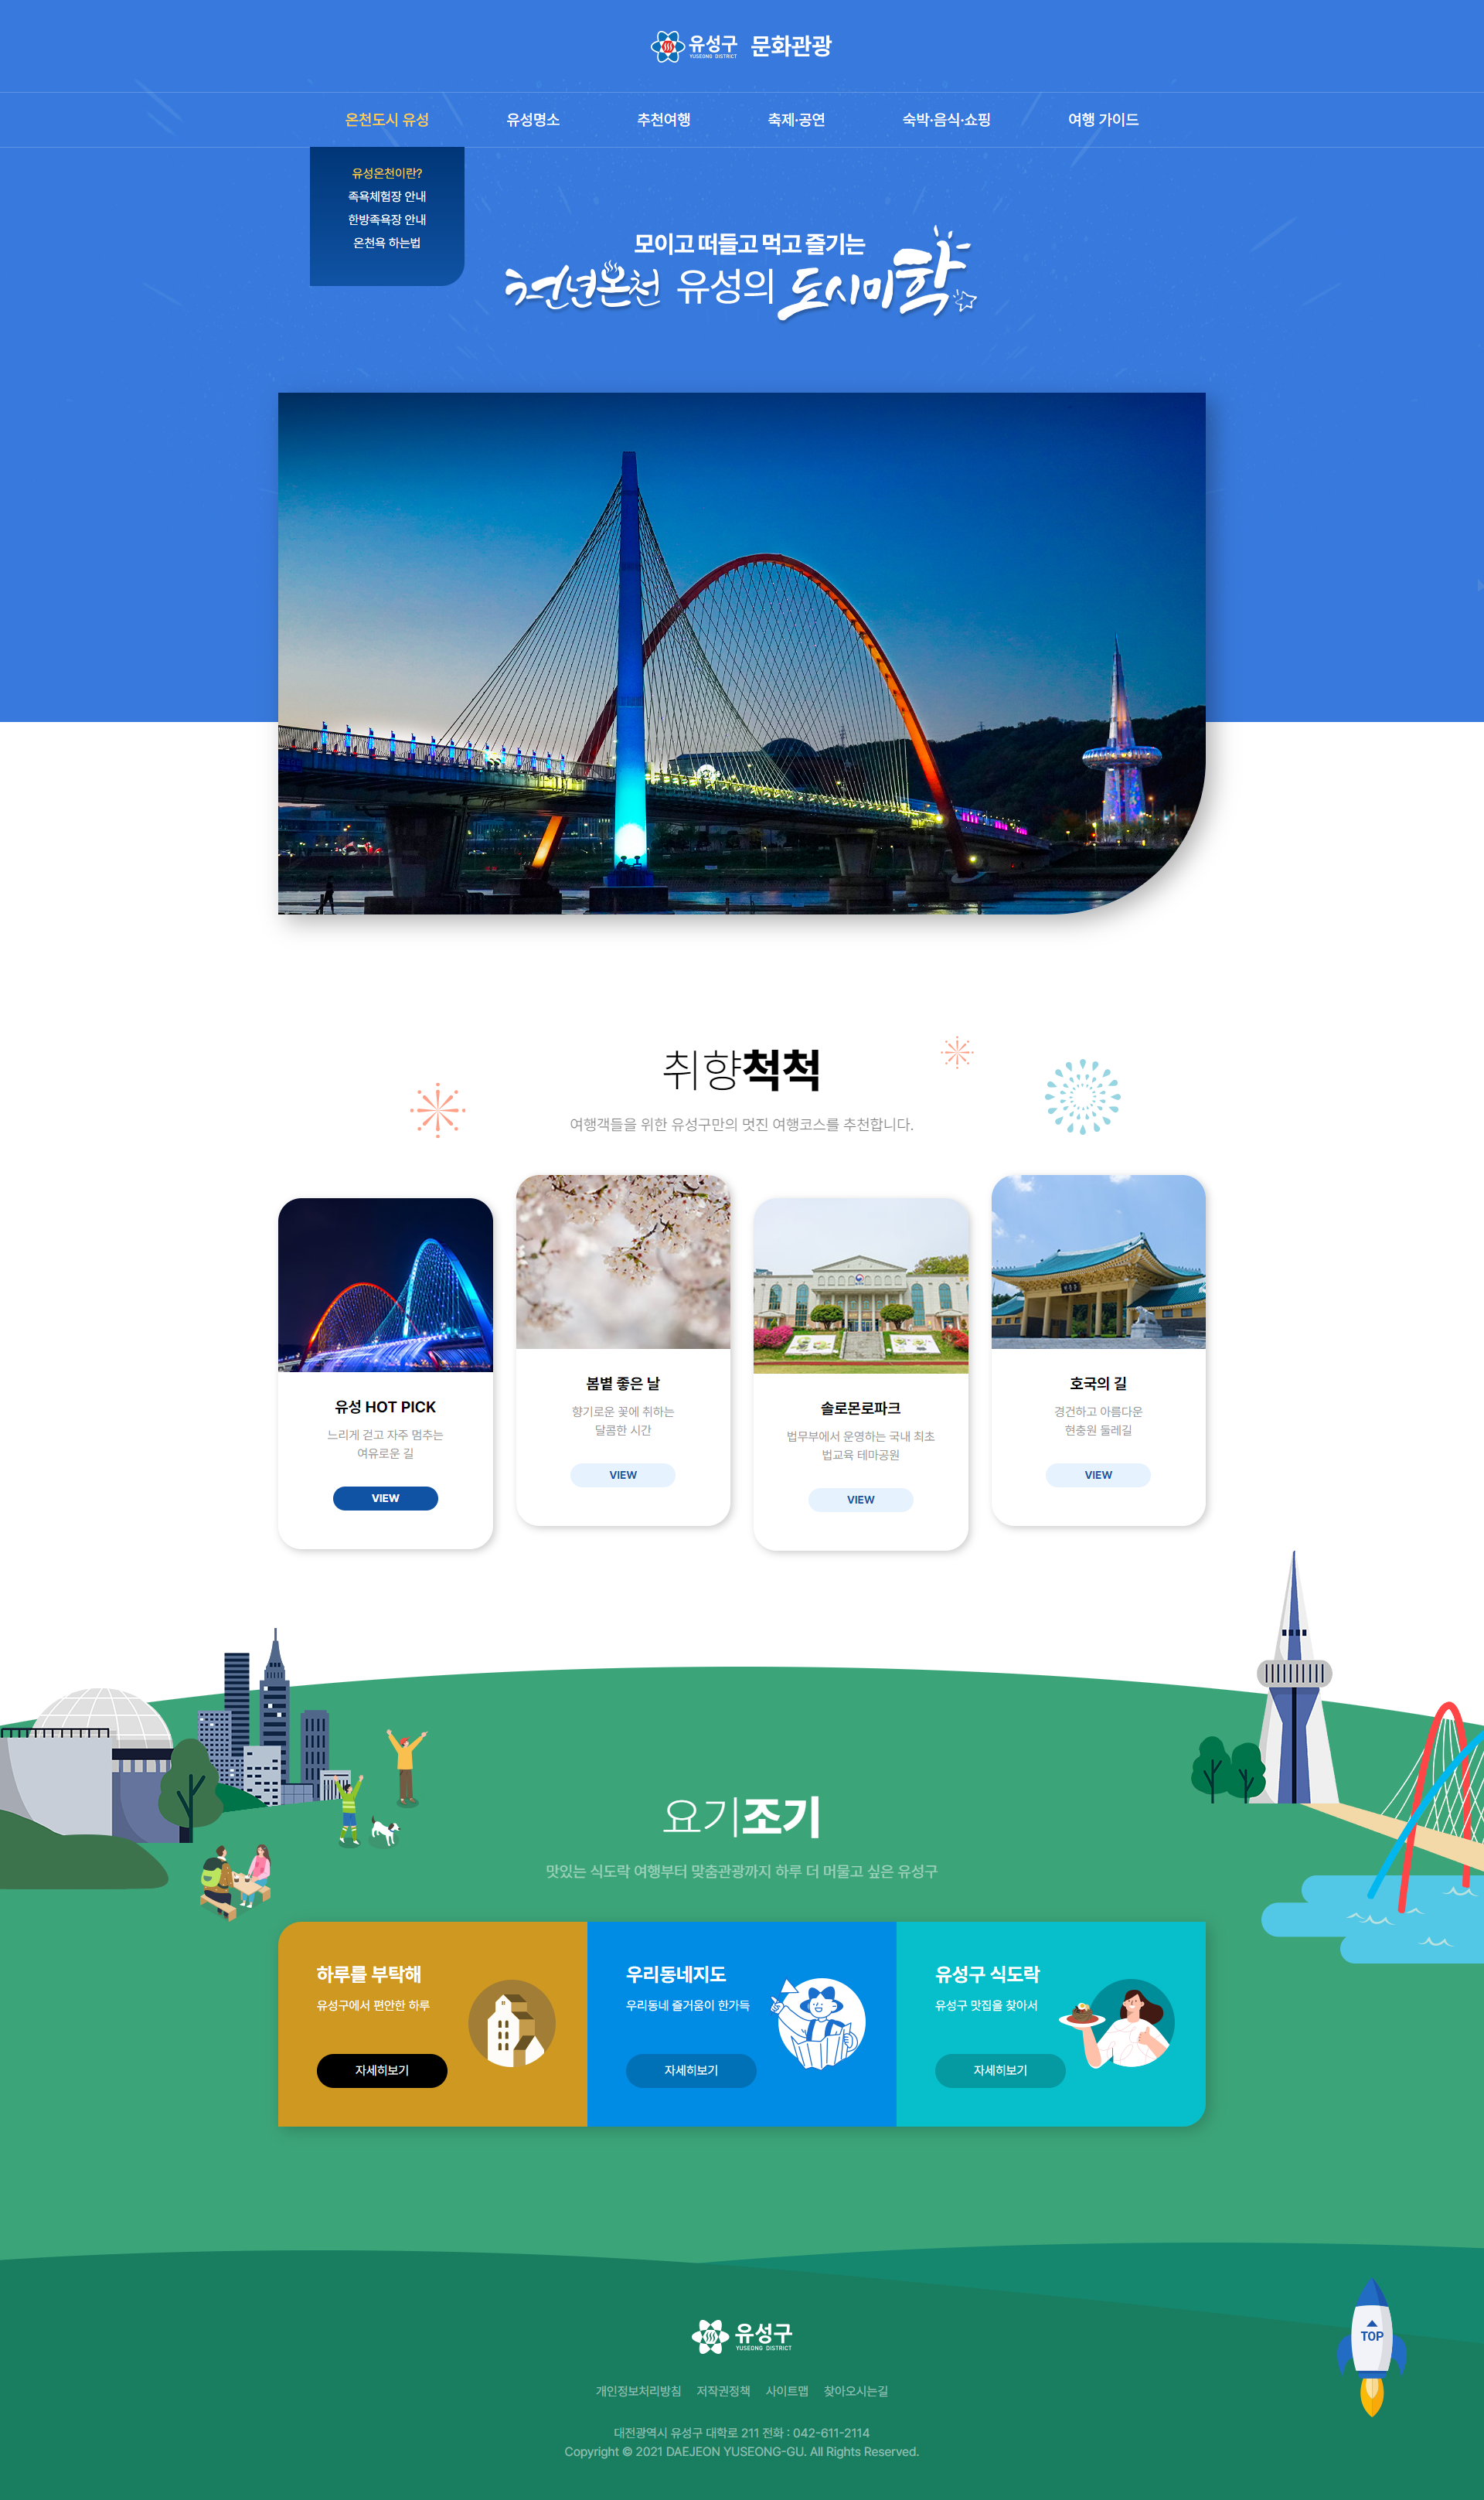 유성구 문화관광
YUSEONG DISTRICT
온천도시 유성 유성명소 추천여행 축제·공연 숙박·음식·쇼핑 여행 가이드
유성온천이란?
족욕체험장 안내
한방족욕장 안내
온천욕 하는법
모이고 떠들고 먹고 즐기는
천년온천 유성의 도시미학
취향척척
여행객들을 위한 유성구만의 멋진 여행코스를 추천합니다.
유성 HOT PICK
느리게 걷고 자주 멈추는
여유로운 길
VIEW
봄볕 좋은 날
향기로운 꽃에 취하는
달콤한 시간
VIEW
솔로몬로파크
법무부에서 운영하는 국내 최초
법교육 테마공원
VIEW
호국의 길
경건하고 아름다운
현충원 둘레길
VIEW
요기조기
맛있는 식도락 여행부터 맞춤관광까지 하루 더 머물고 싶은 유성구
하루를 부탁해
유성구에서 편안한 하루
자세히보기
우리동네지도
우리동네 즐거움이 한가득
자세히보기
유성구 식도락
유성구 맛집을 찾아서
자세히보기
TOP
유성구
YUSEONG DISTRICT
개인정보처리방침 저작권정책 사이트맵 찾아오시는길
대전광역시 유성구 대학로 211 전화 : 042-611-2114
Copyright © 2021 DAEJEON YUSEONG-GU. All Rights Reserved.